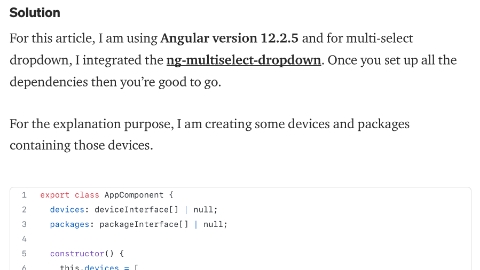 Solution
For this article, I am using Angular version 12.2.5 and for multi-select
dropdown, I integrated the ng-multiselect-dropdown. Once you set up all the
dependencies then you’re good to go.
For the explanation purpose, I am creating some devices and packages
containing those devices.
1 export class AppComponent {
2 devices: deviceInterface[] | null;
3 packages: packageInterface[] | null;
4
5 constructor() {
6 this.devices = [